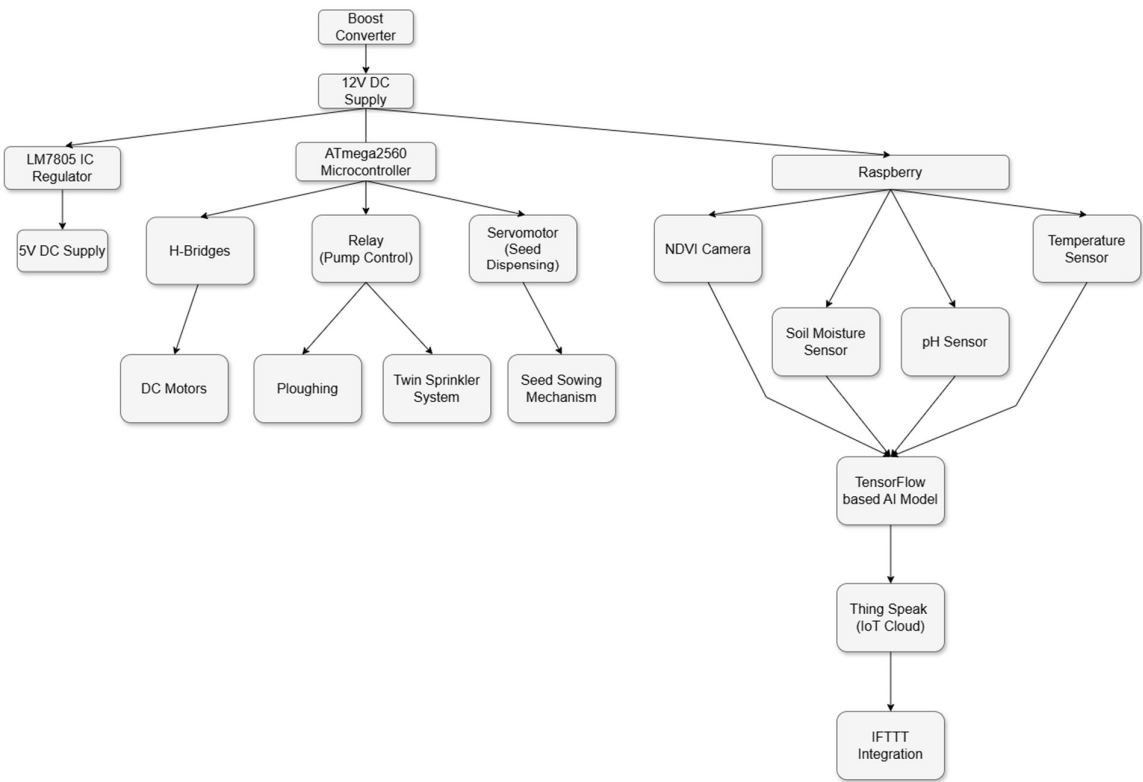 Boost
Converter
12V DC
Supply
LM7805 IC
Regulator
ATmega2560
Microcontroller
Raspberry
5V DC Supply
H-Bridges
Relay
(Pump Control)
Servomotor
(Seed
Dispensing)
NDVI Camera
Temperature
Sensor
Soil Moisture
Sensor
pH Sensor
DC Motors
Ploughing
Twin Sprinkler
System
Seed Sowing
Mechanism
TensorFlow
based AI Model
Thing Speak
(IoT Cloud)
IFTTT
Integration